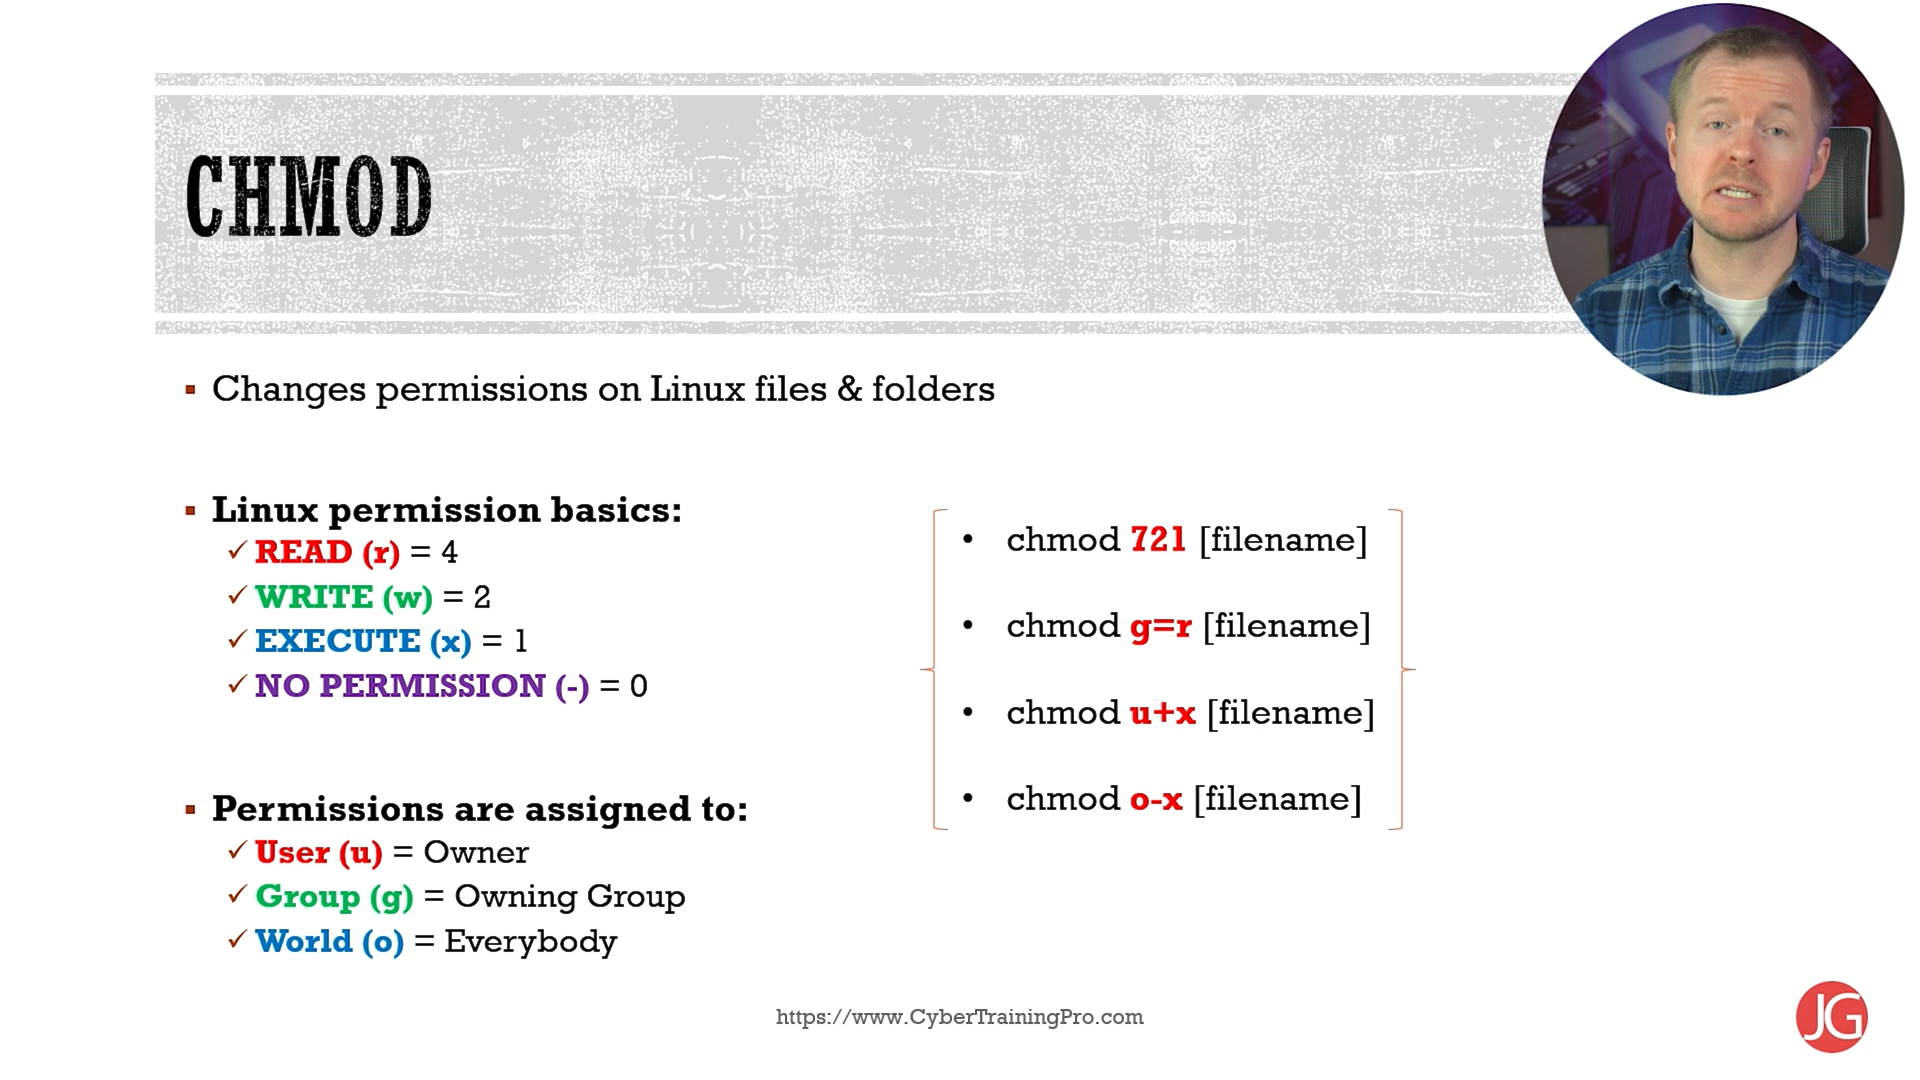 CHMOD
▪ Changes permissions on Linux files & folders
▪ Linux permission basics:
✓ READ (r) = 4
✓ WRITE (w) = 2
✓ EXECUTE (x) = 1
✓ NO PERMISSION (-) = 0
▪ Permissions are assigned to:
✓ User (u) = Owner
✓ Group (g) = Owning Group
✓ World (o) = Everybody
• chmod 721 [filename]
• chmod g=r [filename]
• chmod u+x [filename]
• chmod o-x [filename]
https://www.CyberTrainingPro.com
JG